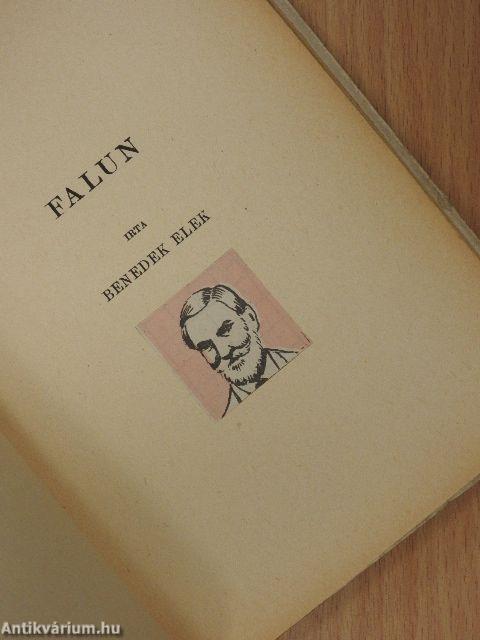 FALUN
IRTA
BENEDEK ELEK
Antikvárium.hu